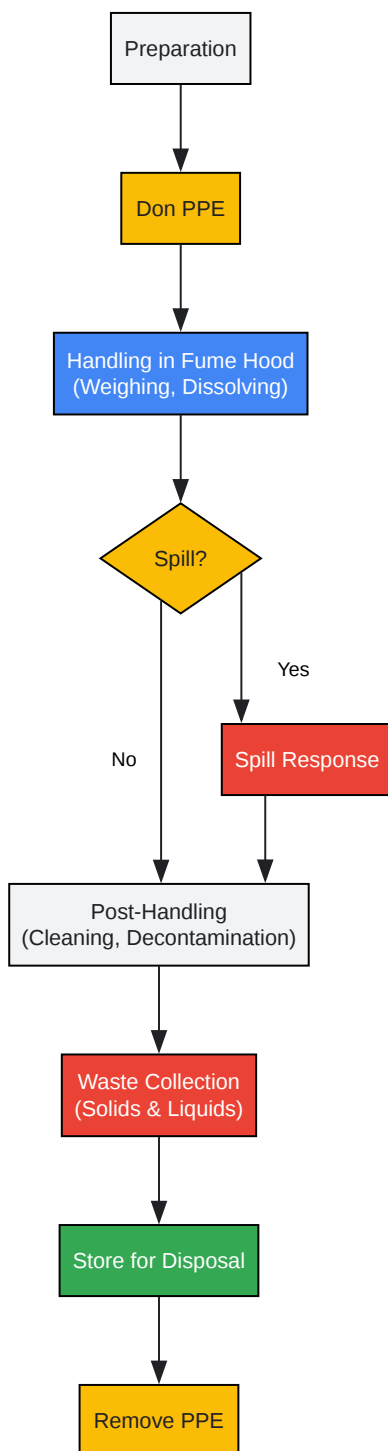 Preparation
Don PPE
Handling in Fume Hood
(Weighing, Dissolving)
Spill?
Yes
Spill Response
No
Post-Handling
(Cleaning, Decontamination)
Waste Collection
(Solids & Liquids)
Store for Disposal
Remove PPE